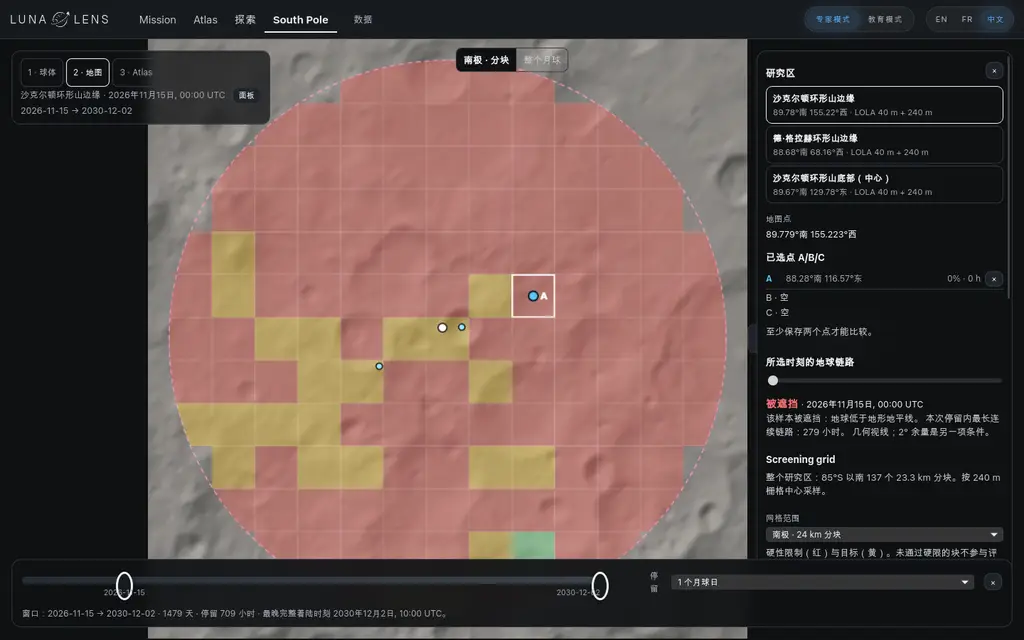 LUNA LENS
Mission Atlas 探索 South Pole 数据
专家模式 教育模式 EN FR 中文
1 · 球体 2 · 地图 3 · Atlas
沙克尔顿环形山边缘 · 2026年11月15日, 00:00 UTC 面板
2026-11-15 → 2030-12-02
南极 · 分块 整个月球
A
研究区 ×
沙克尔顿环形山边缘
89.78°南 155.22°西 · LOLA 40 m + 240 m
德·格拉赫环形山边缘
88.68°南 68.16°西 · LOLA 40 m + 240 m
沙克尔顿环形山底部 ( 中心 )
89.67°南 129.78°东 · LOLA 40 m + 240 m
地图点
89.779°南 155.223°西
已选点 A/B/C
A 88.28°南 116.57°东 0% · 0 h ×
B · 空
C · 空
至少保存两个点才能比较。
所选时刻的地球链路
被遮挡 · 2026年11月15日, 00:00 UTC
该样本被遮挡：地球低于地形地平线。 本次停留内最长连
续链路：279 小时。 几何视线；2° 余量是另一项条件。
Screening grid
整个研究区：85°S 以南 137 个 23.3 km 分块。按 240 m
栅格中心采样。
网格范围
南极 · 24 km 分块
硬性限制 ( 红 ) 与目标 ( 黄 ) 。未通过硬限的块不参与评
2026-11-15 2030-12-02
停留 1 个月球日 ×
窗口：2026-11-15 → 2030-12-02 · 1479 天 · 停留 709 小时 · 最晚完整着陆时刻 2030年12月2日, 10:00 UTC。